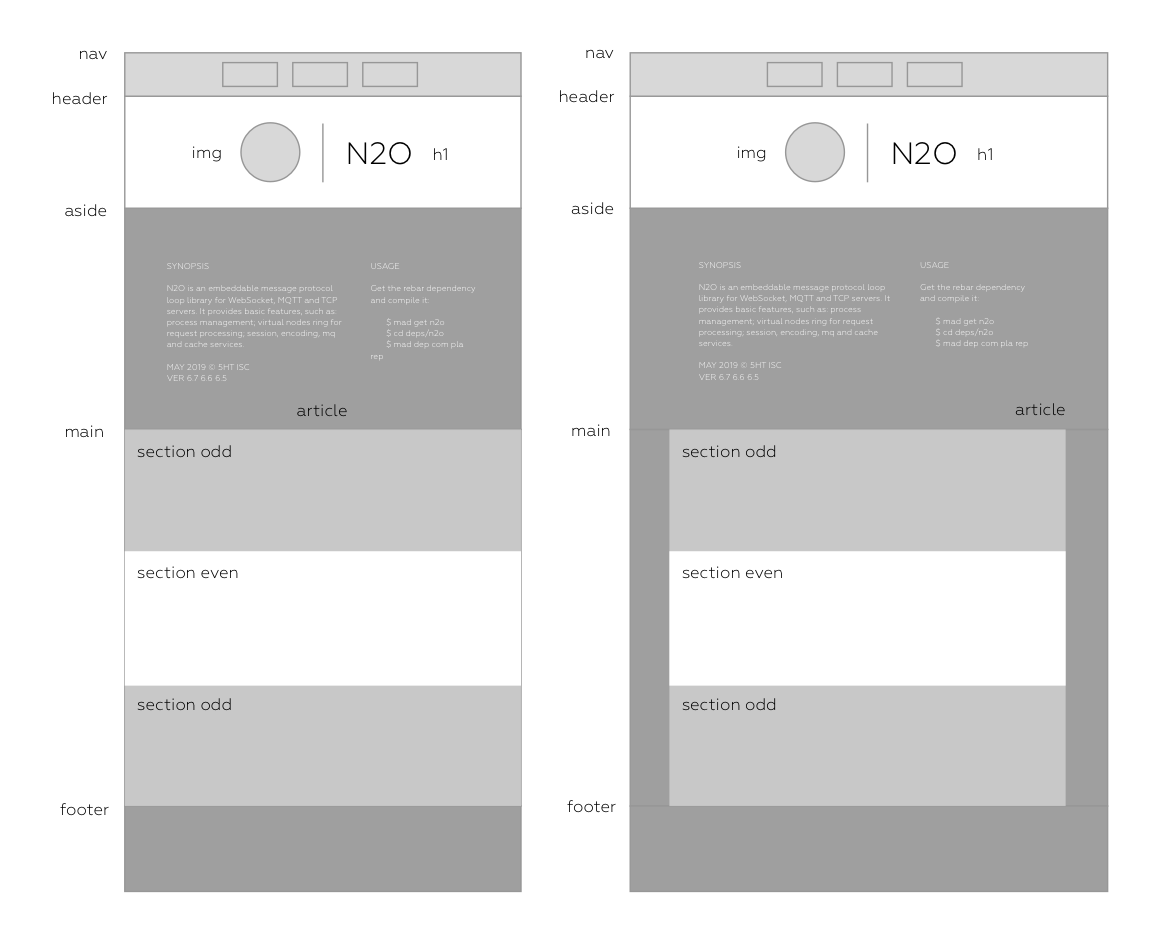 nav
header
img
N2O
h1
aside
SYNOPSIS
N2O is an embeddable message protocol
loop library for WebSocket, MQTT and TCP
servers. It provides basic features, such as:
process management; virtual nodes ring for
request processing; session, encoding, mq
and cache services.
MAY 2019 © 5HT ISC
VER 6.7 6.6 6.5
USAGE
Get the rebar dependency
and compile it:
$ mad get n2o
$ cd deps/n2o
$ mad dep com pla
rep
article
main
section odd
section even
section odd
footer
nav
header
img
N2O
h1
aside
SYNOPSIS
N2O is an embeddable message protocol loop
library for WebSocket, MQTT and TCP servers. It
provides basic features, such as: process
management; virtual nodes ring for request
processing; session, encoding, mq and cache
services.
MAY 2019 © 5HT ISC
VER 6.7 6.6 6.5
USAGE
Get the rebar dependency
and compile it:
$ mad get n2o
$ cd deps/n2o
$ mad dep com pla rep
article
main
section odd
section even
section odd
footer